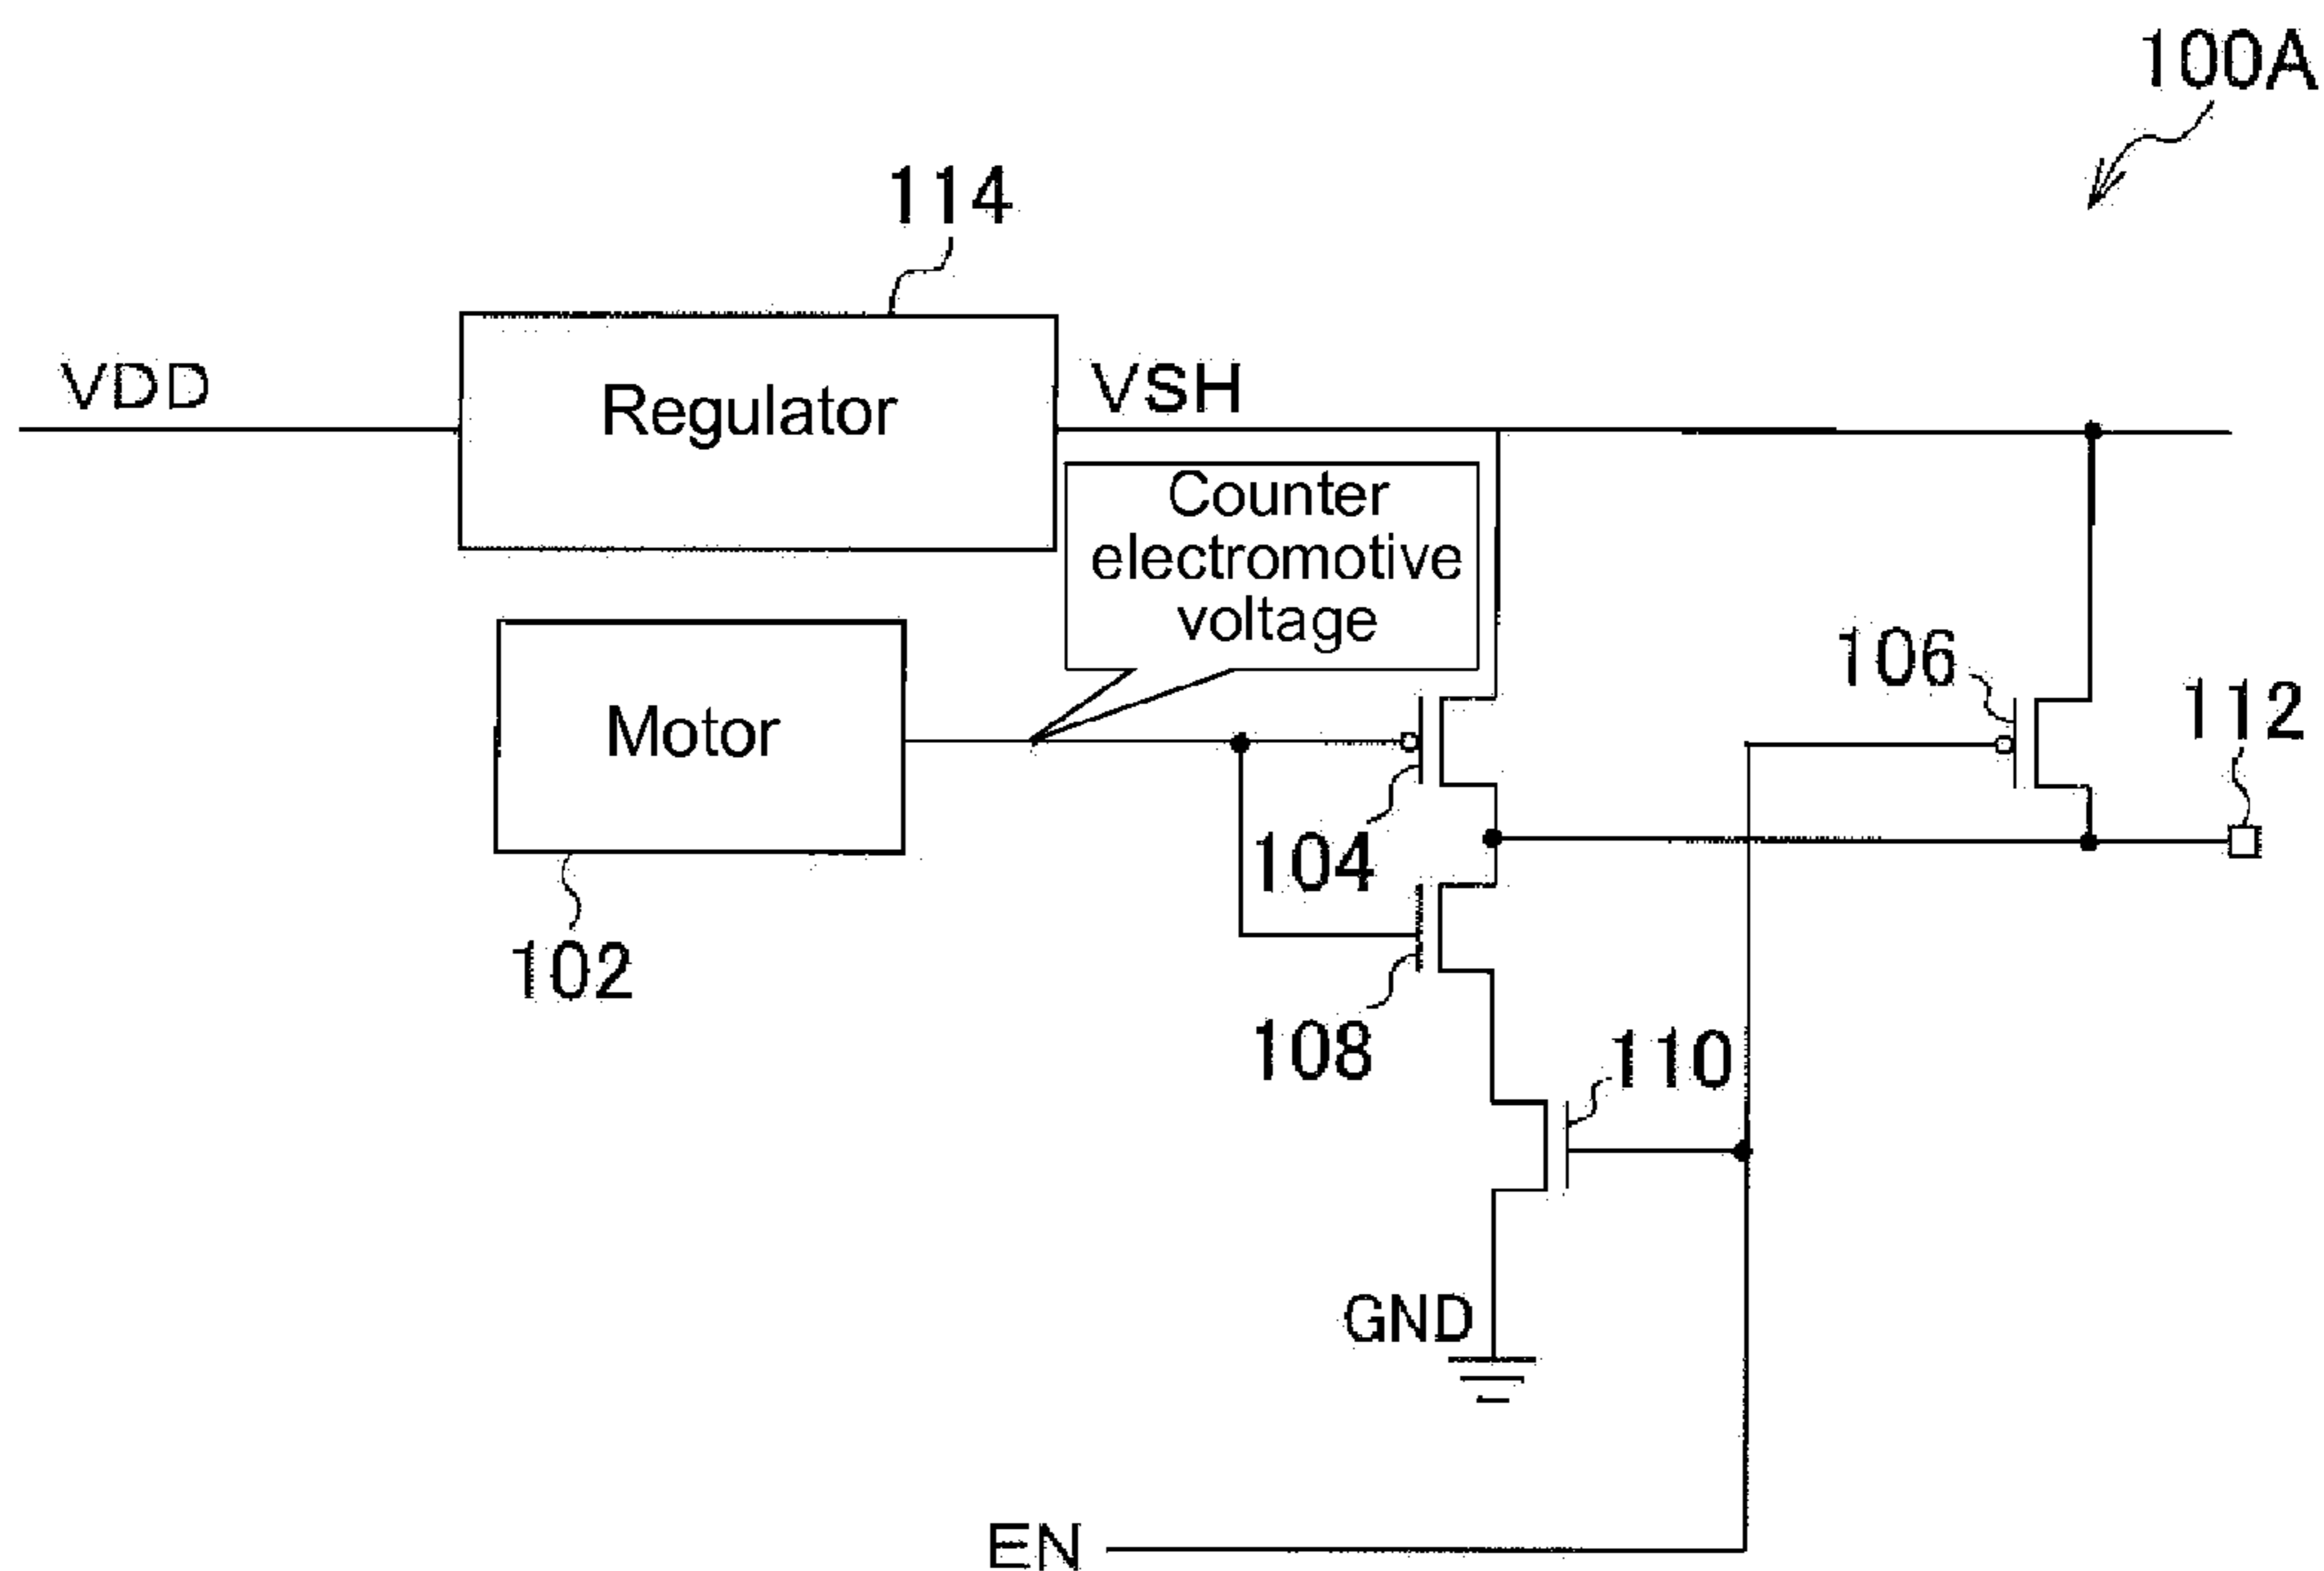 100A
114
VDD
Regulator
VSH
Counter
electromotive
voltage
106
112
Motor
104
102
108
110
GND
EN